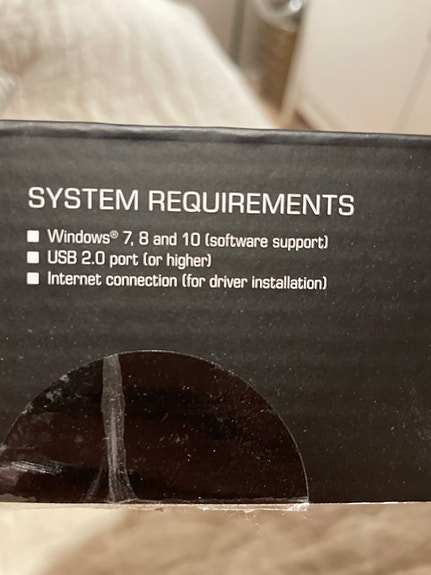 SYSTEM REQUIREMENTS
■ Windows® 7, 8 and 10 (software support)
■ USB 2.0 port (or higher)
■ Internet connection (for driver installation)